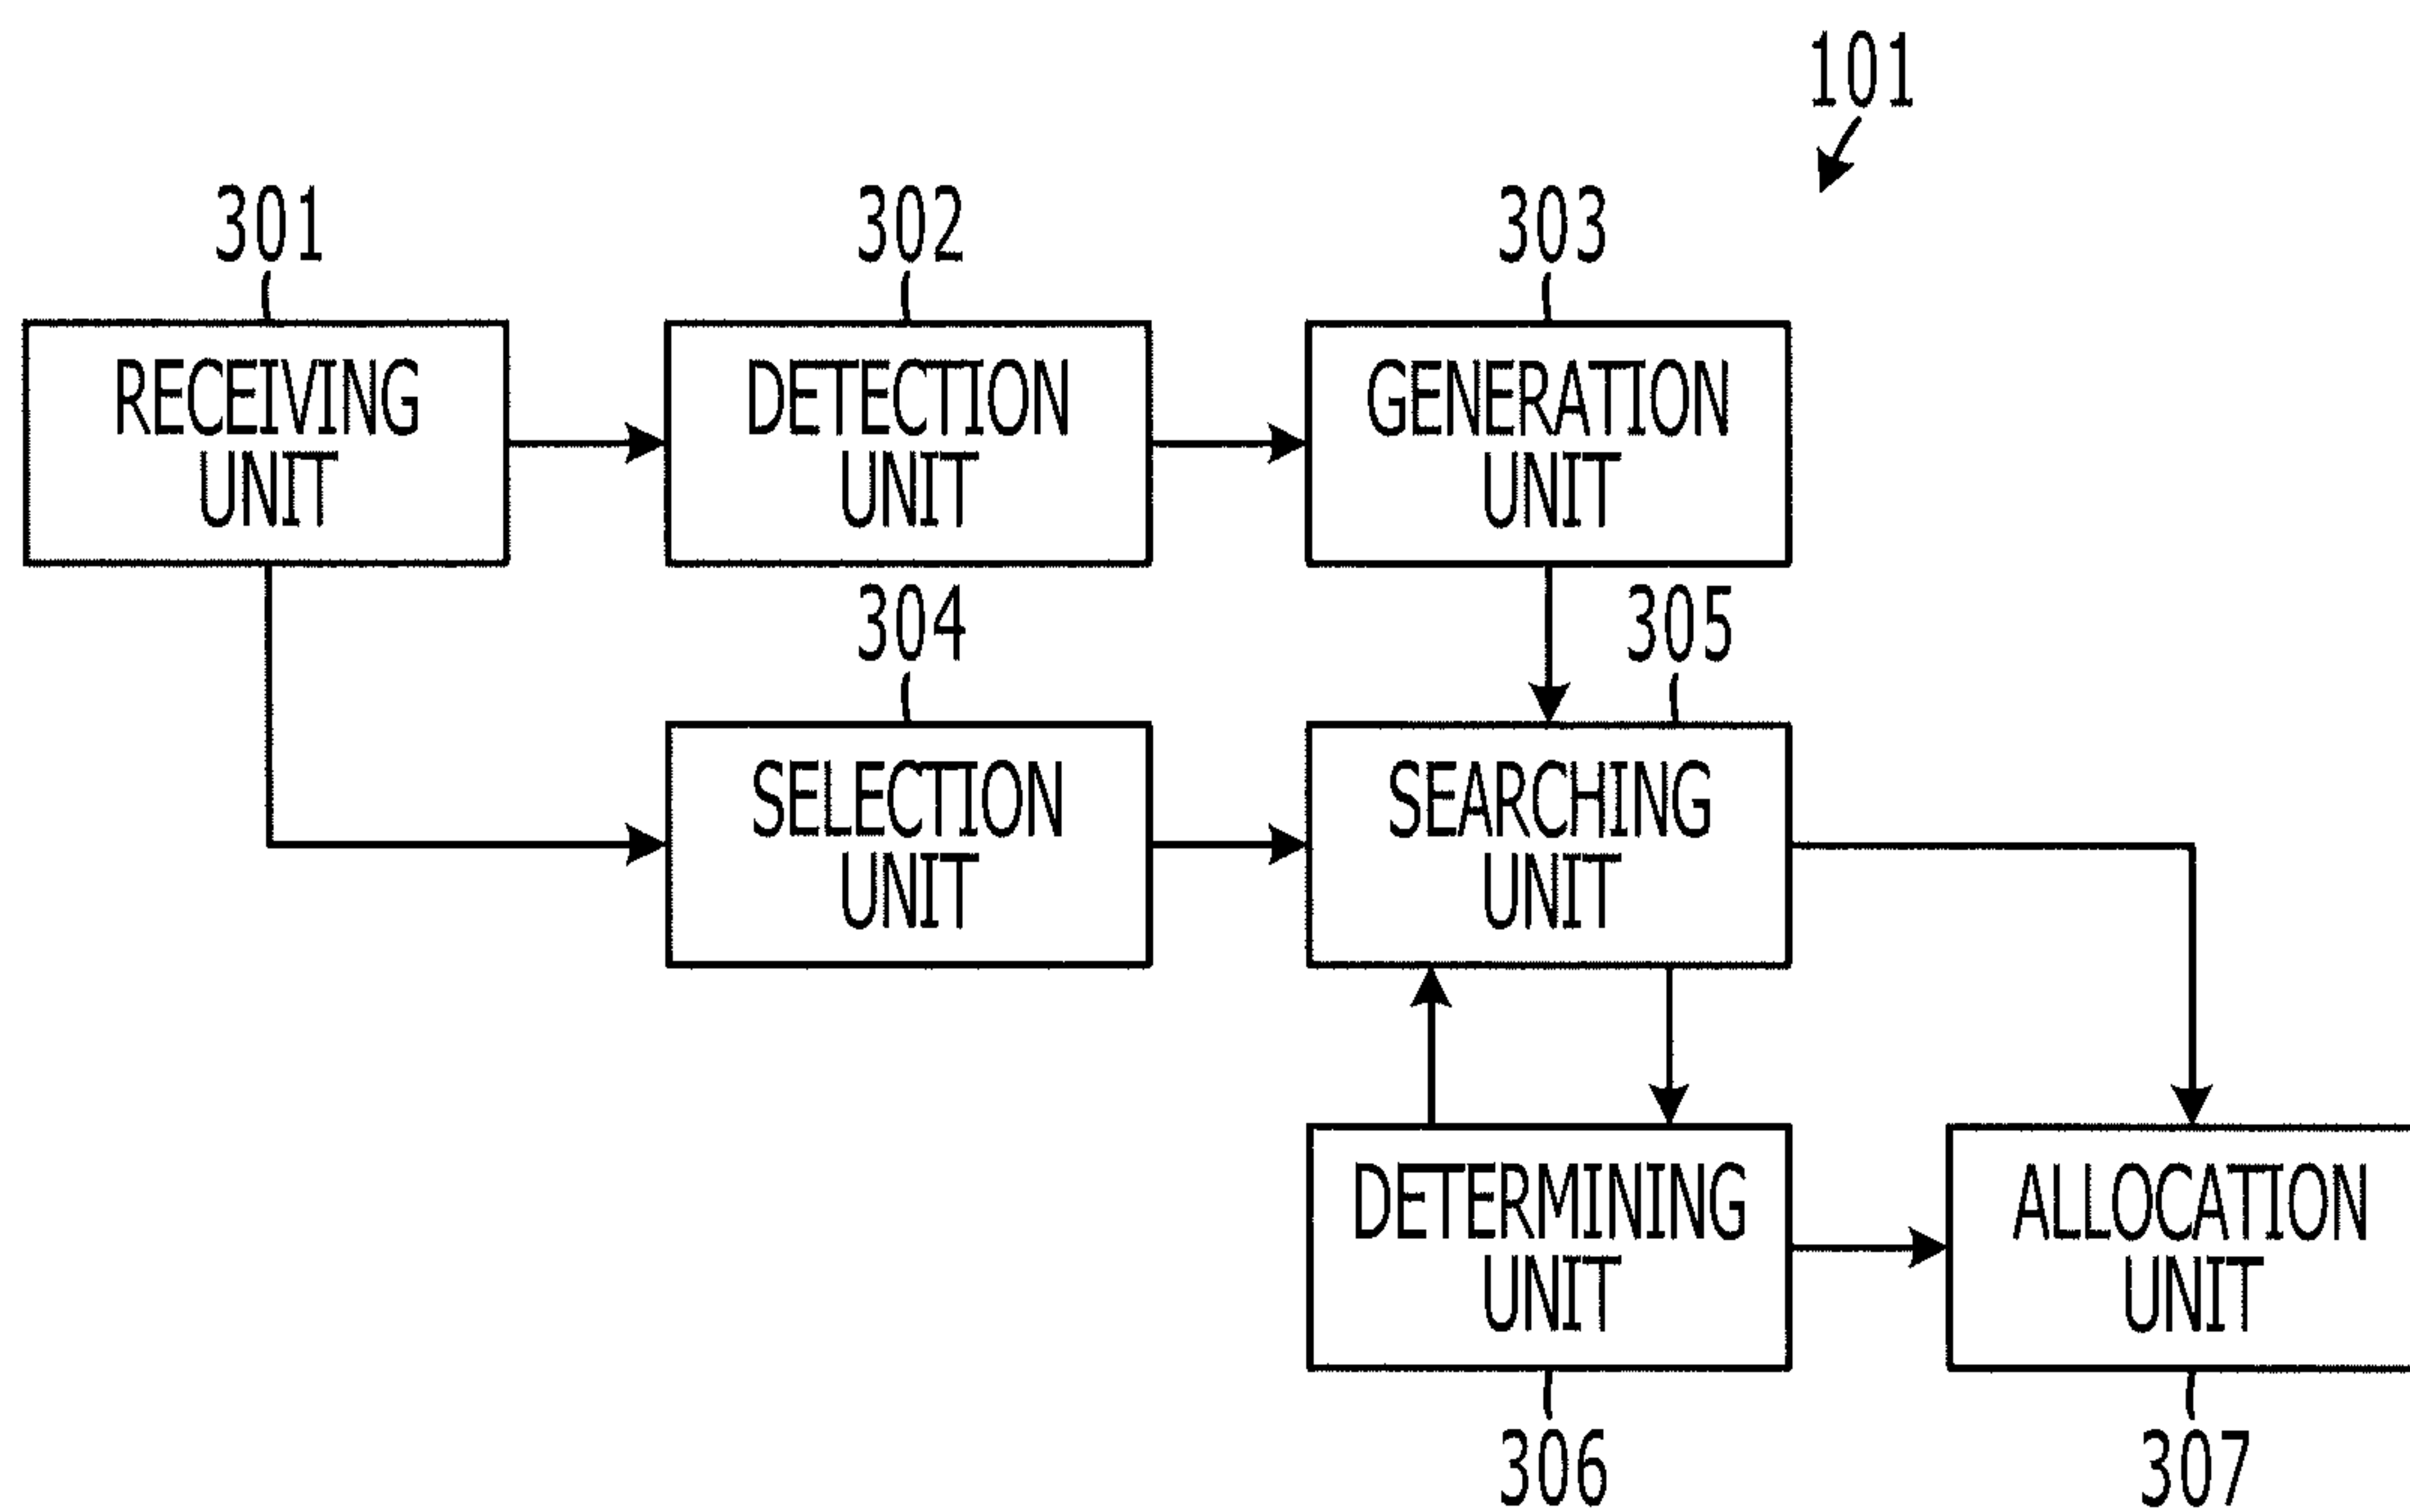 101
301
302
303
RECEIVING
UNIT
DETECTION
UNIT
GENERATION
UNIT
304
305
SELECTION
UNIT
SEARCHING
UNIT
DETERMINING
UNIT
ALLOCATION
UNIT
306
307